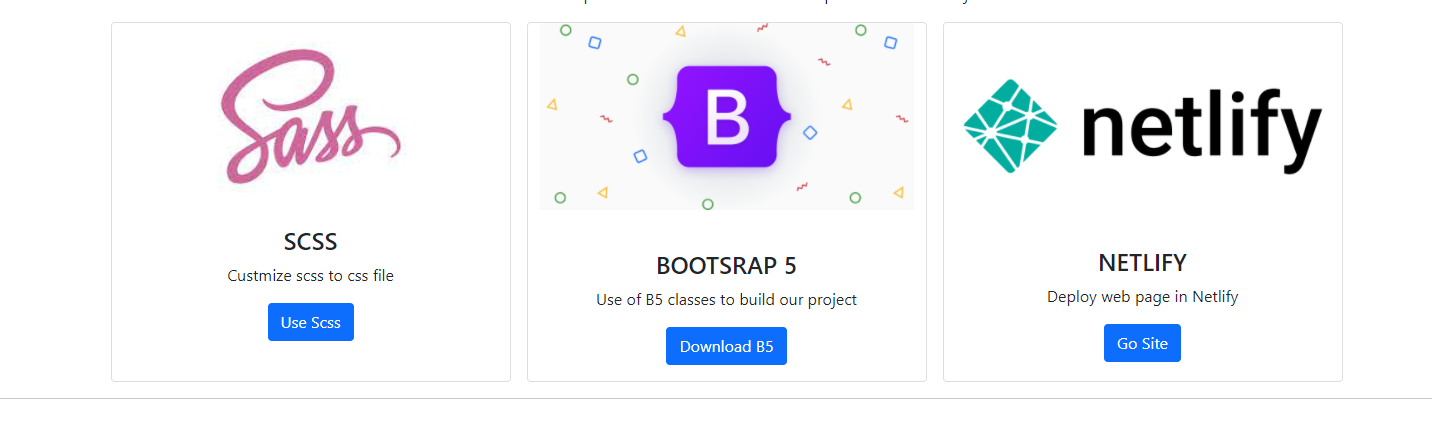 Sass
SCSS
Custmize scss to css file
Use Scss
B
BOOTSRAP 5
Use of B5 classes to build our project
Download B5
netlify
NETLIFY
Deploy web page in Netlify
Go Site